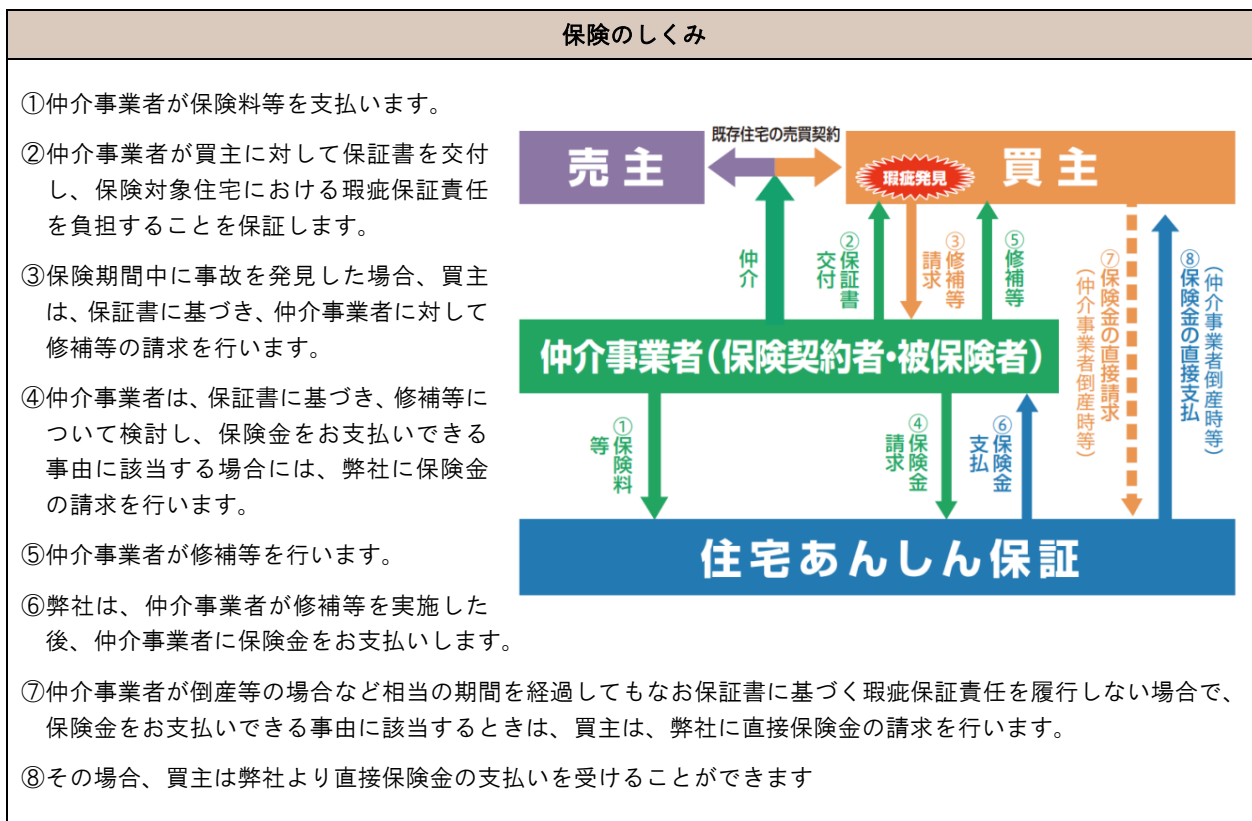 保険のしくみ
①仲介事業者が保険料等を支払います。
②仲介事業者が買主に対して保証書を交付
し、保険対象住宅における瑕疵保証責任
を負担することを保証します。
③保険期間中に事故を発見した場合、買主
は、保証書に基づき、仲介事業者に対して
修補等の請求を行います。
④仲介事業者は、保証書に基づき、修補等に
ついて検討し、保険金をお支払いできる
事由に該当する場合には、弊社に保険金
の請求を行います。
⑤仲介事業者が修補等を行います。
⑥弊社は、仲介事業者が修補等を実施した
後、仲介事業者に保険金をお支払いします。
既存住宅の売買契約
売主
瑕疵発見
買主
仲介
②保証書
交付
③修補等
請求
⑤修補等
⑦保険金の直接請求
(仲介事業者倒産時等)
⑧保険金の直接支払
(仲介事業者倒産時等)
仲介事業者(保険契約者・被保険者)
①保険料
等
④保険金
請求
⑥保険金
支払
住宅あんしん保証
⑦仲介事業者が倒産等の場合など相当の期間を経過してもなお保証書に基づく瑕疵保証責任を履行しない場合で、
保険金をお支払いできる事由に該当するときは、買主は、弊社に直接保険金の請求を行います。
⑧その場合、買主は弊社より直接保険金の支払いを受けることができます